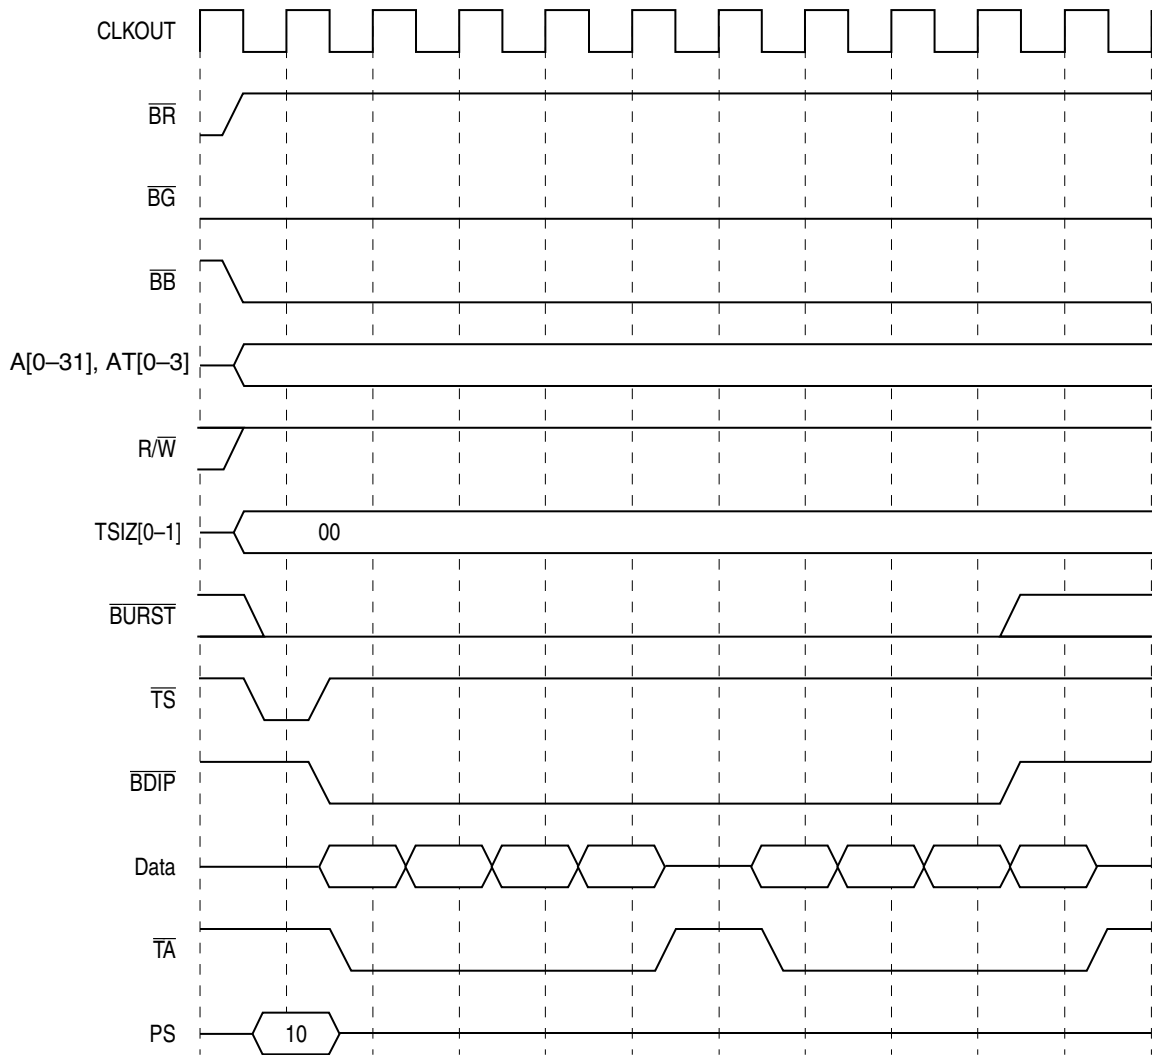 CLKOUT
BR
BG
BB
A[0–31], AT[0–3]
R/W
TSIZ[0–1] 00
BURST
TS
BDIP
Data
TA
PS 10